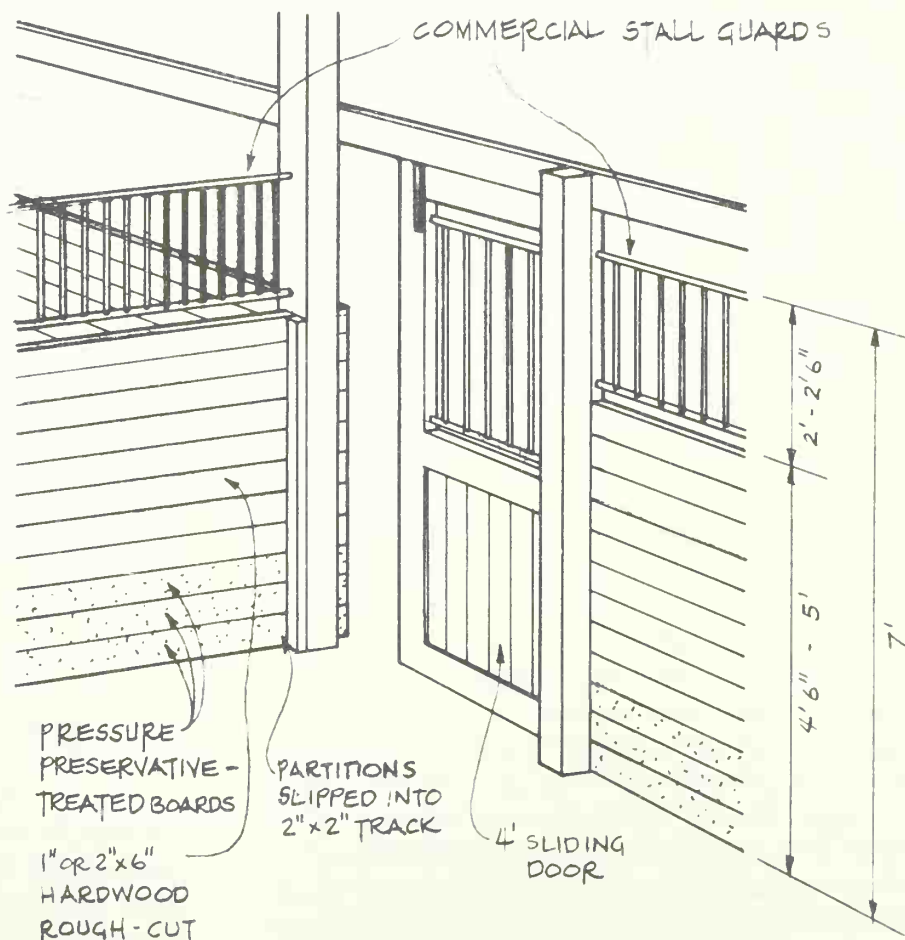 COMMERCIAL STALL GUARDS
2'-2'6"
4'6" - 5'
7'
PRESSURE
PRESERVATIVE-
TREATED BOARDS
PARTITIONS
SLIPPED INTO
2"x2" TRACK
4' SLIDING
DOOR
1" OR 2"x6"
HARDWOOD
ROUGH-CUT